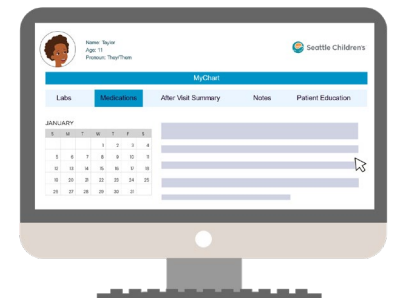 Name: Taylor
Age: 11
Pronoun: They/Them
Seattle Children's
MyChart
Labs Medications After Visit Summary Notes Patient Education
JANUARY
S M T W T F S
1 2 3 4
5 6 7 8 9 10 11
12 13 14 15 16 17 18
19 20 21 22 23 24 25
26 27 28 29 30 31